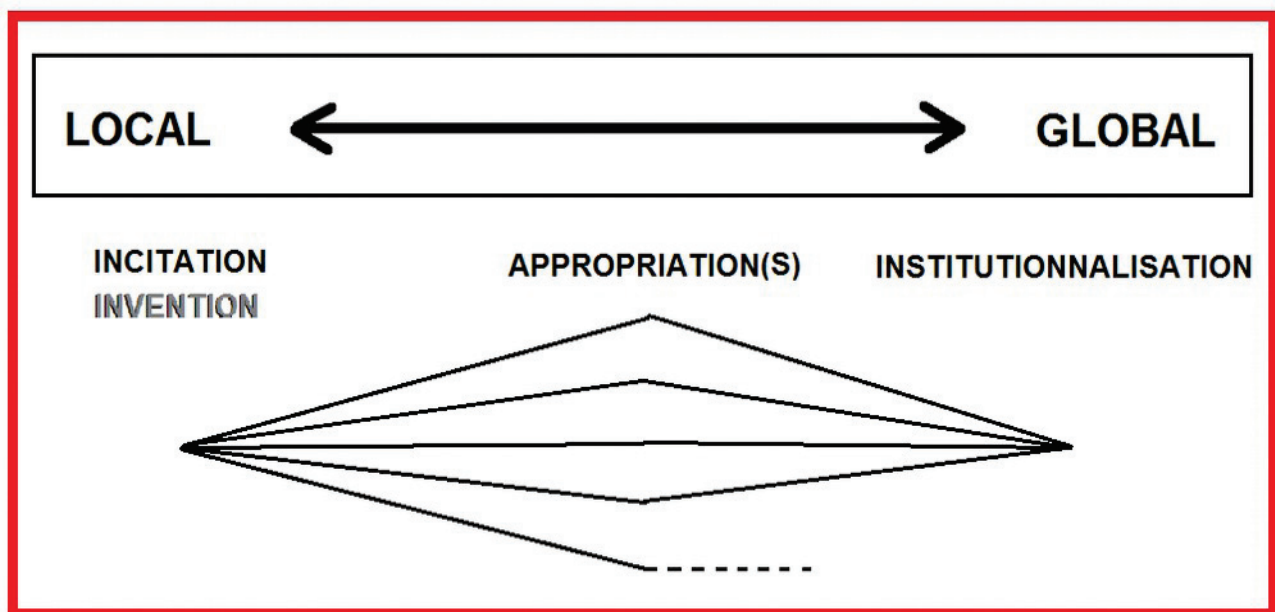 LOCAL GLOBAL
INCITATION APPROPRIATION(S) INSTITUTIONNALISATION
INVENTION